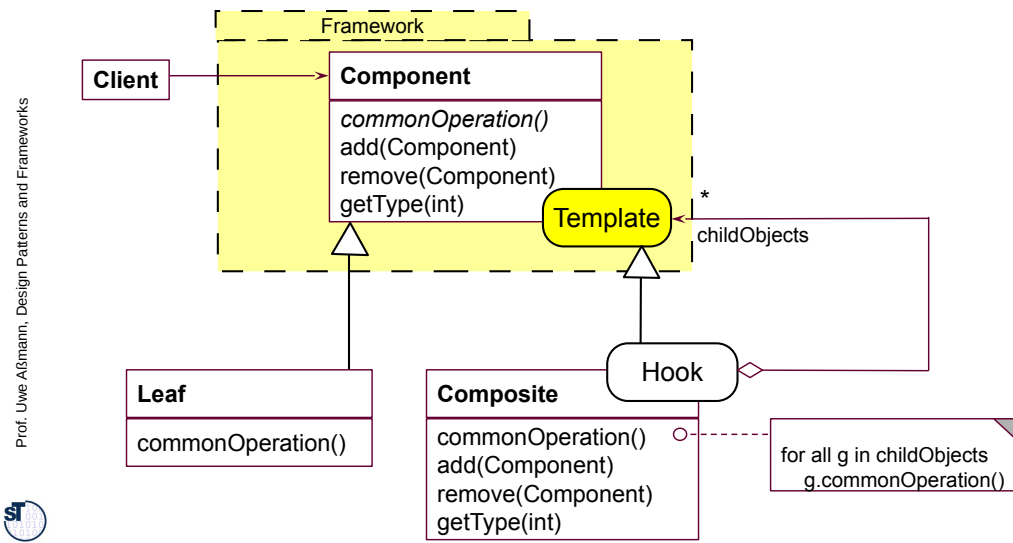 Framework
Client
Component
commonOperation()
add(Component)
remove(Component)
getType(int)
Template
*
childObjects
Hook
Leaf
commonOperation()
Composite
commonOperation()
add(Component)
remove(Component)
getType(int)
for all g in childObjects
g.commonOperation()
Prof. Uwe Aßmann, Design Patterns and Frameworks
ST